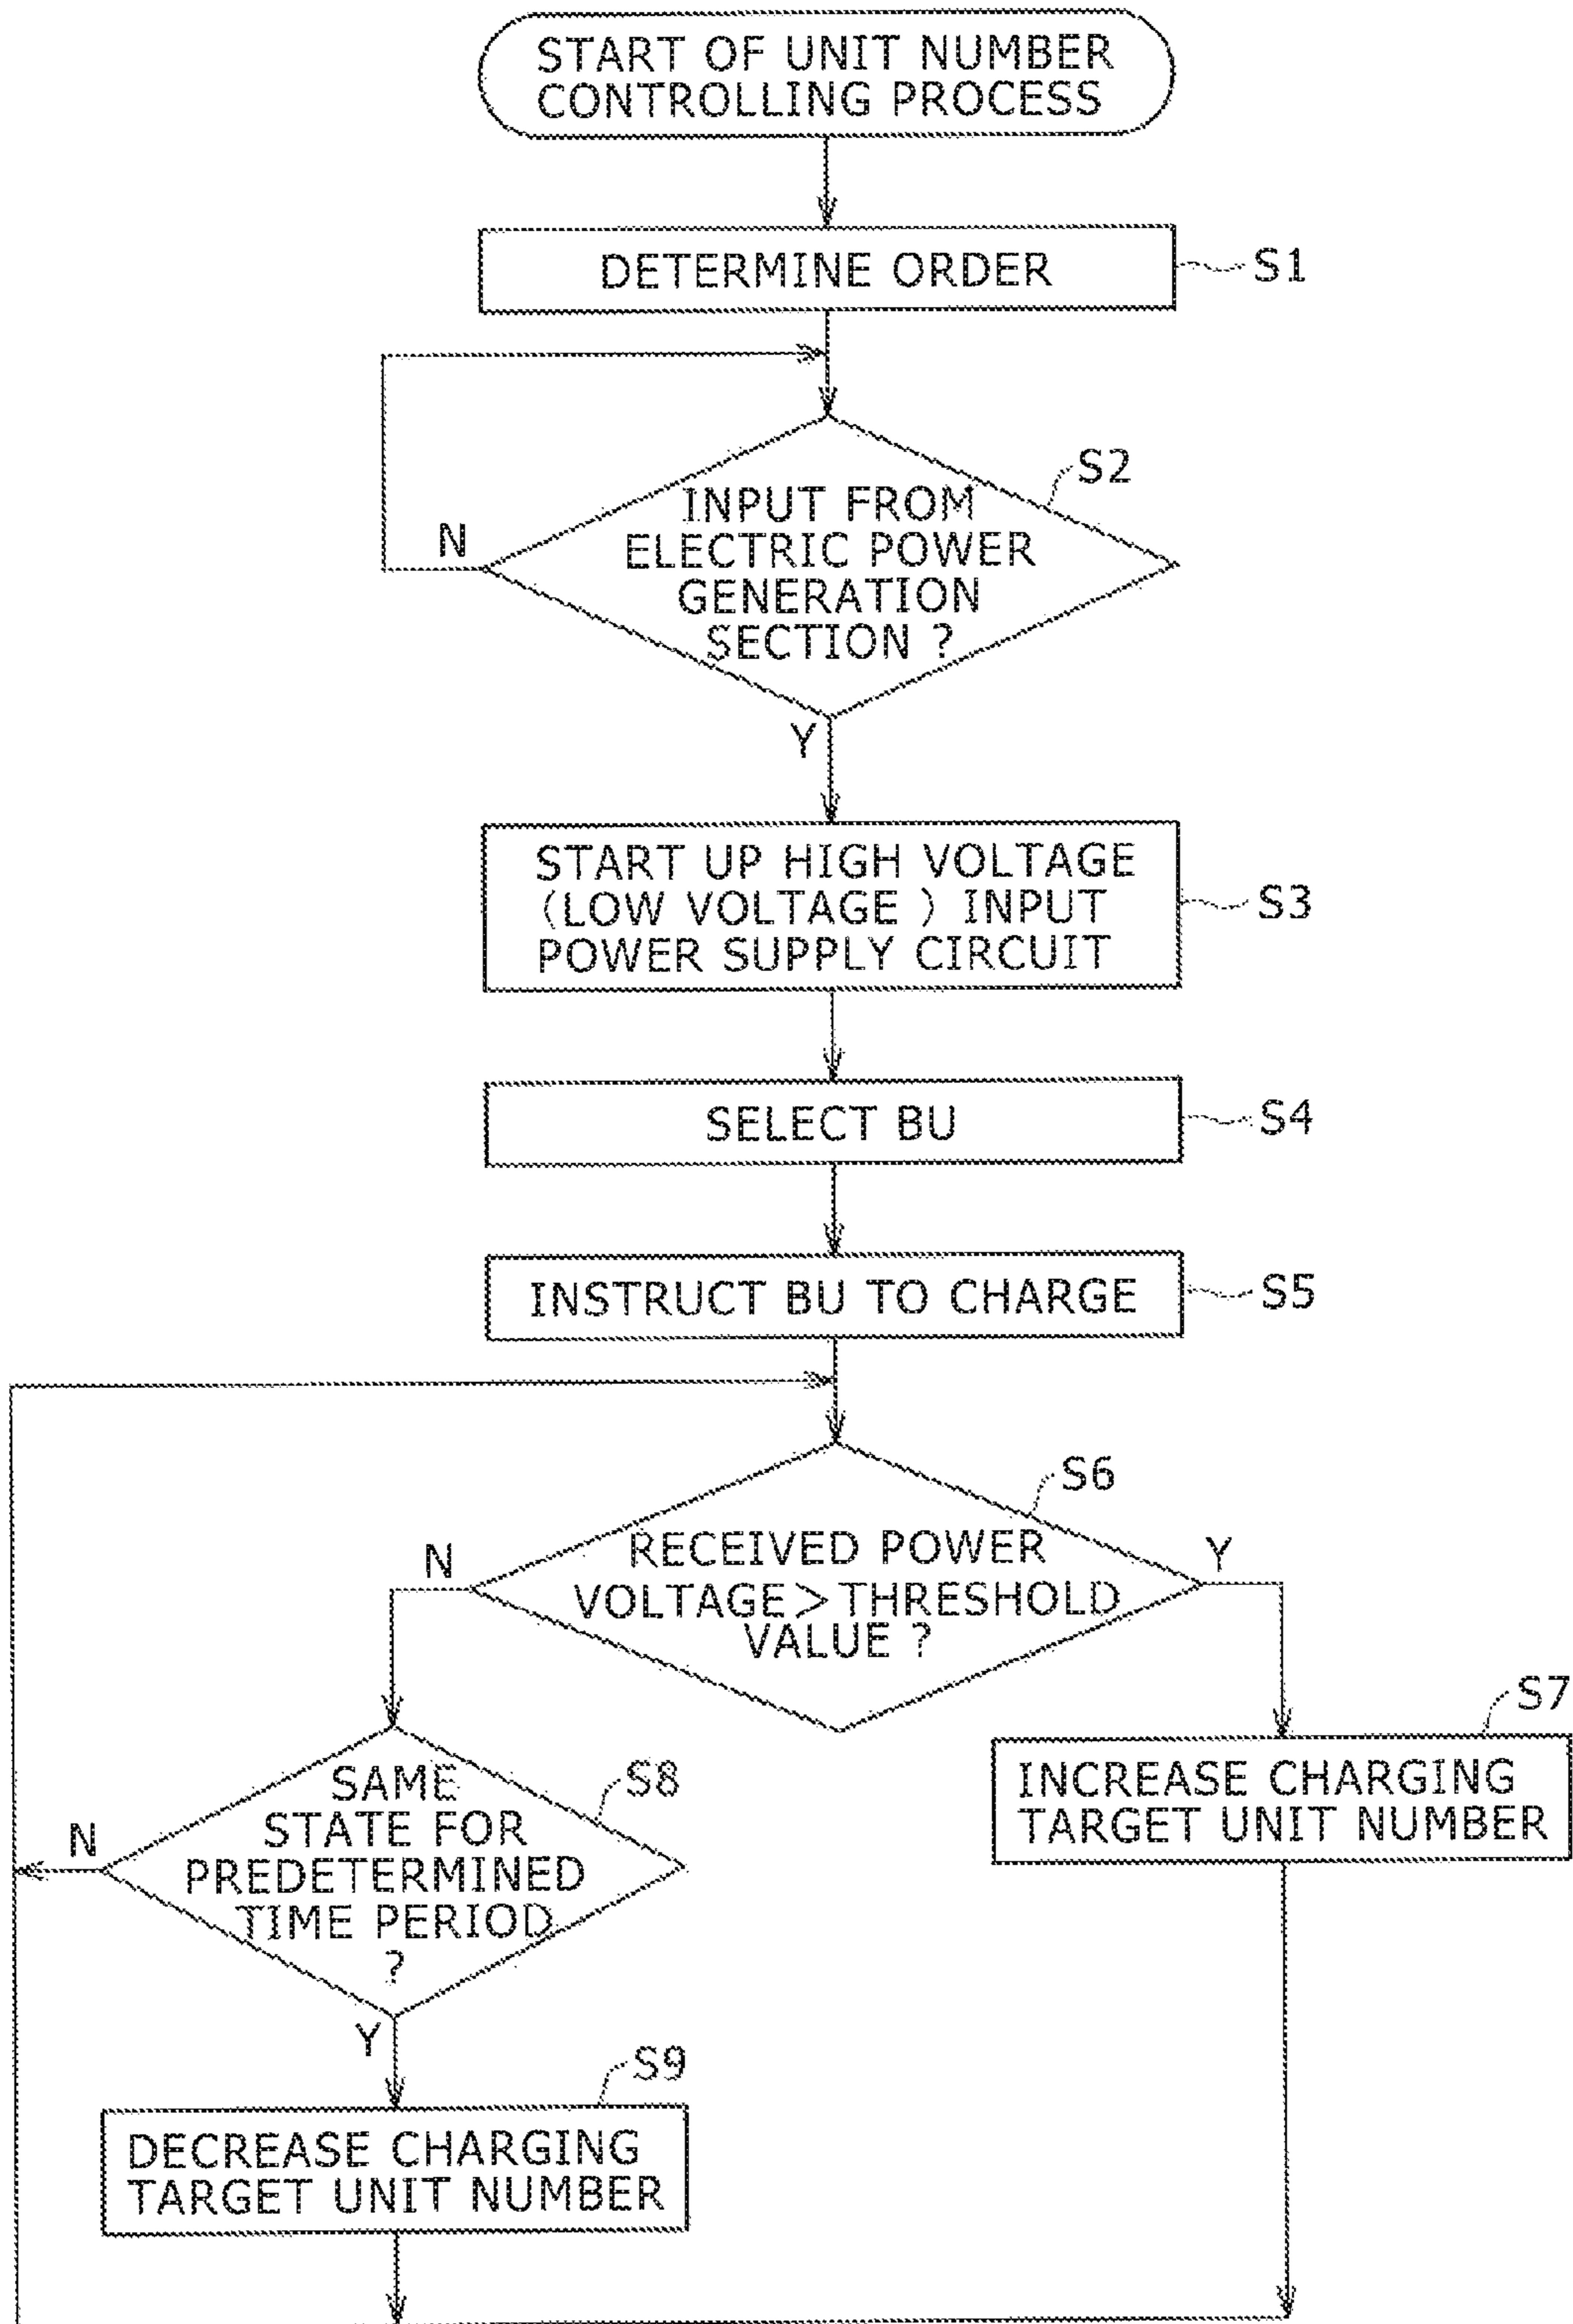 START OF UNIT NUMBER
CONTROLLING PROCESS
DETERMINE ORDER
S1
S2
INPUT FROM
ELECTRIC POWER
GENERATION
SECTION ?
N
Y
START UP HIGH VOLTAGE
(LOW VOLTAGE ) INPUT
POWER SUPPLY CIRCUIT
S3
SELECT BU
S4
INSTRUCT BU TO CHARGE
S5
S6
N
RECEIVED POWER
VOLTAGE>THRESHOLD
VALUE ?
Y
S7
INCREASE CHARGING
TARGET UNIT NUMBER
S8
SAME
STATE FOR
PREDETERMINED
TIME PERIOD
?
N
Y
S9
DECREASE CHARGING
TARGET UNIT NUMBER